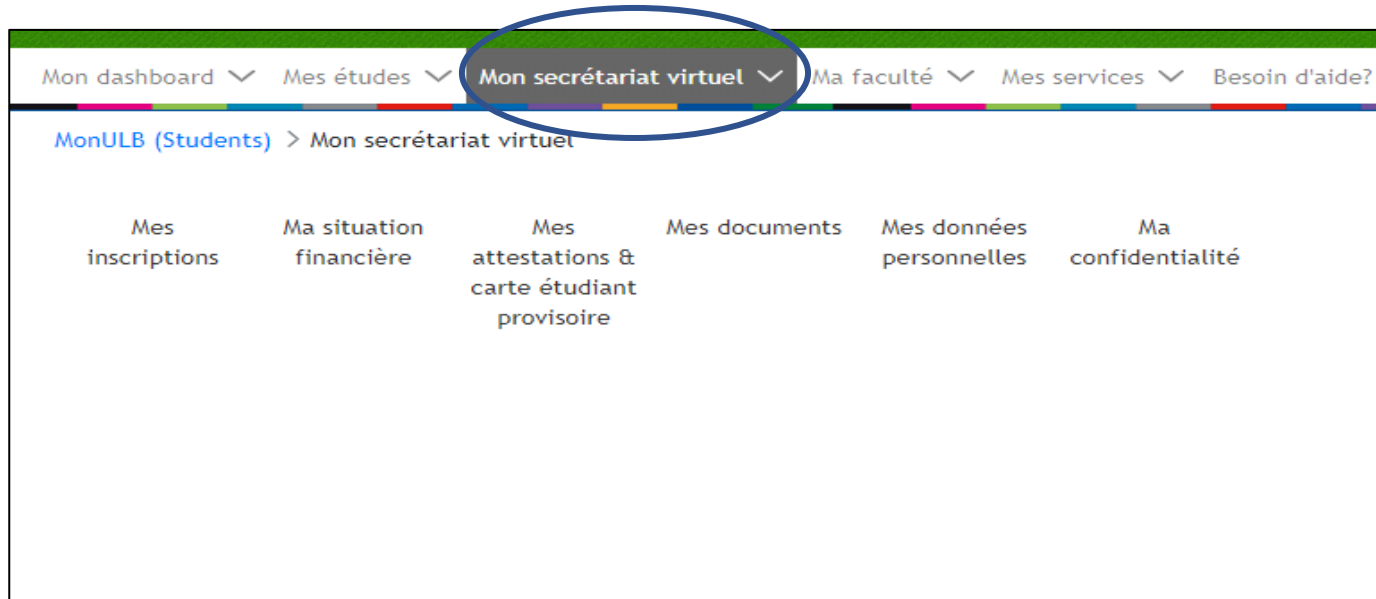 Mon dashboard Mes études Mon secrétariat virtuel Ma faculté Mes services Besoin d'aide?
MonULB (Students) > Mon secrétariat virtuel
Mes inscriptions
Ma situation financière
Mes attestations & carte étudiant provisoire
Mes documents
Mes données personnelles
Ma confidentialité